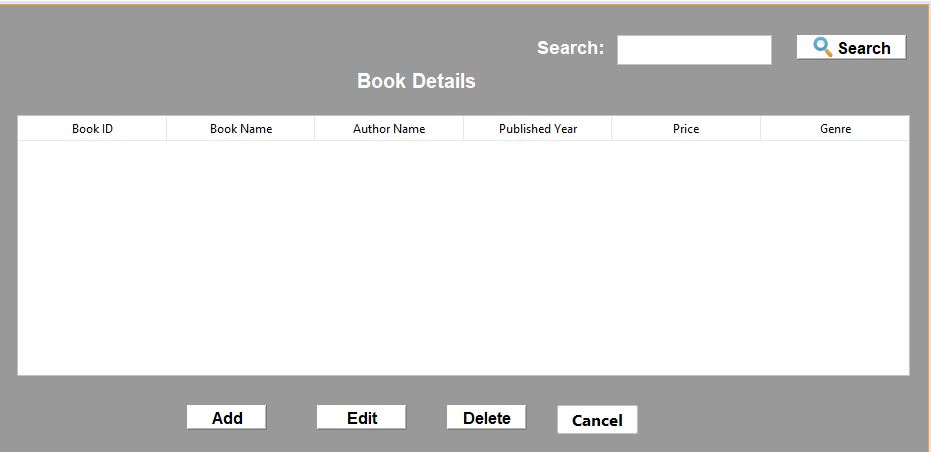 Search: Search
Book Details
Book ID Book Name Author Name Published Year Price Genre
Add Edit Delete Cancel